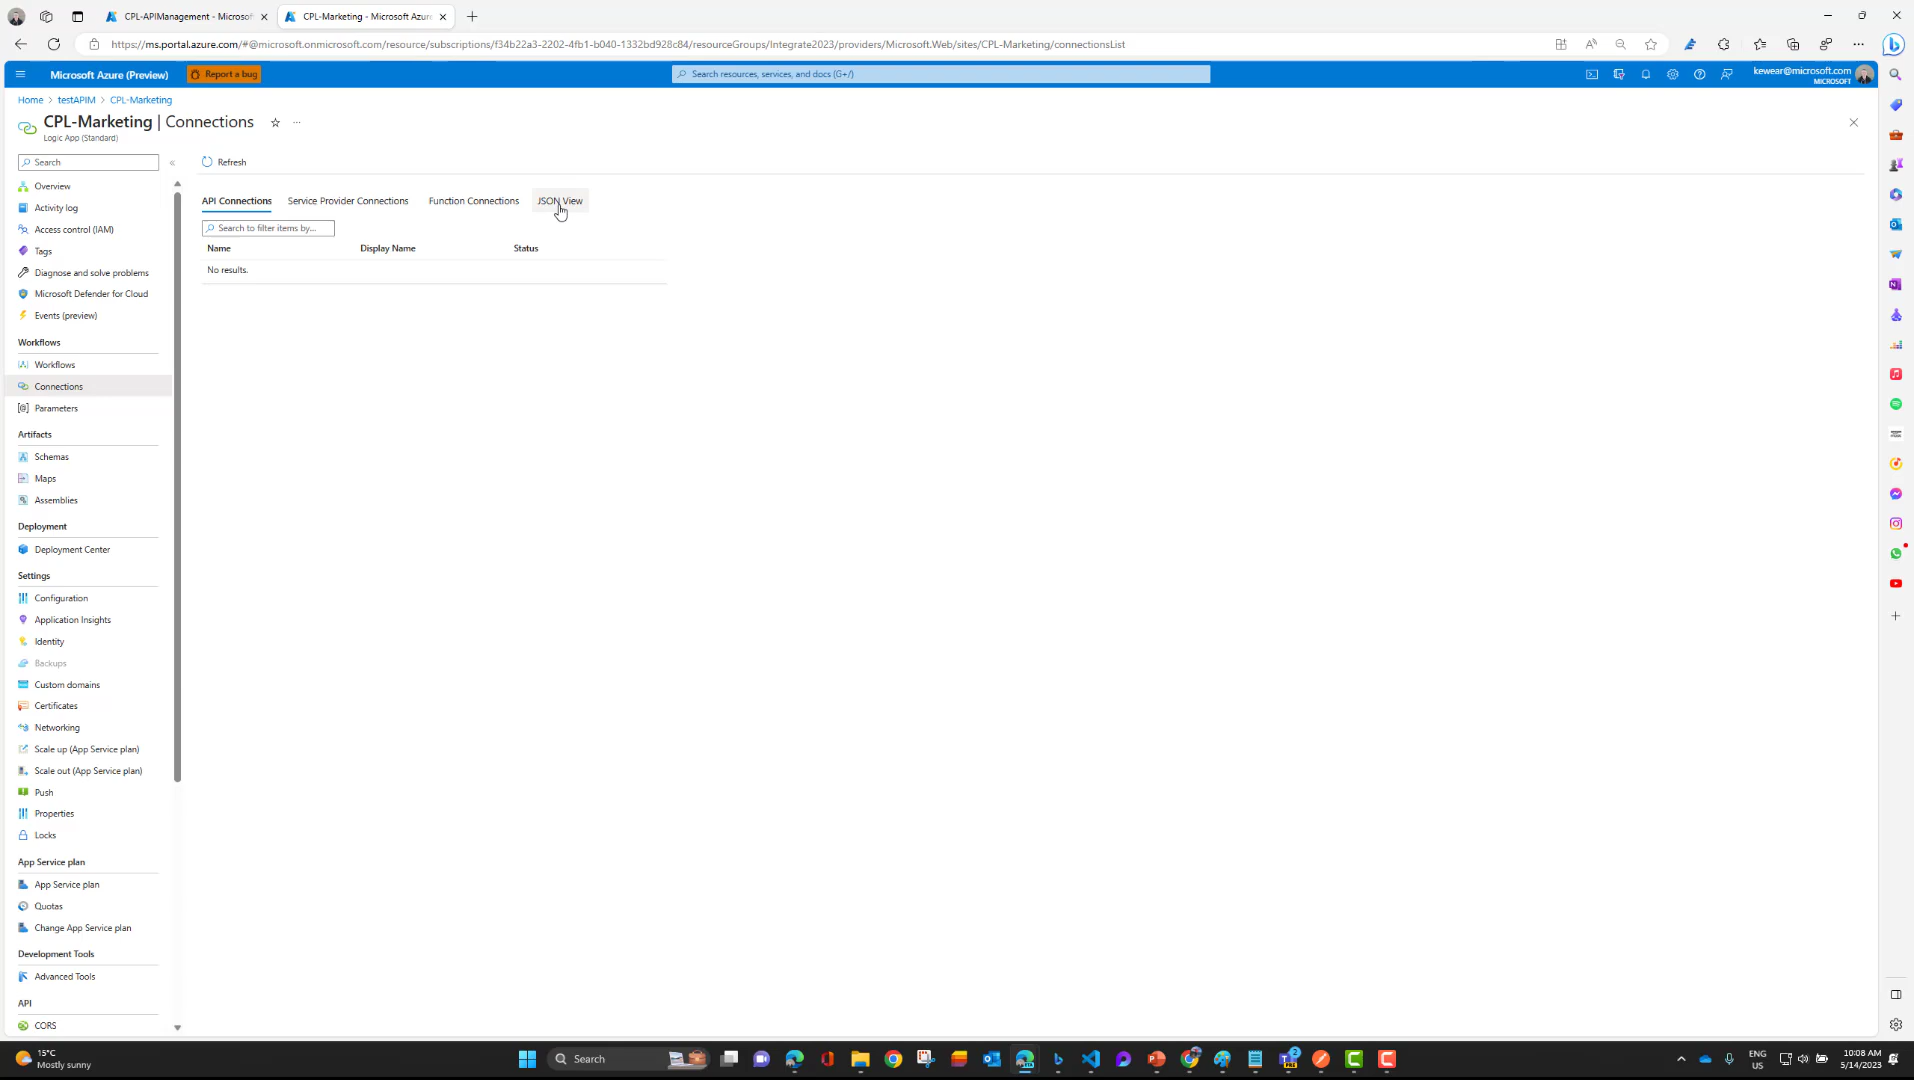 CPL-APIManagement - Microsof
CPL-Marketing - Microsoft Azure
https://ms.portal.azure.com/#@microsoft.onmicrosoft.com/resource/subscriptions/f34b22a3-2202-4fb1-b040-1332bd928c84/resourceGroups/Integrate2023/providers/Microsoft.Web/sites/CPL-Marketing/connectionsList
Microsoft Azure (Preview)
Report a bug
Search resources, services, and docs (G+/)
kewear@microsoft.com
MICROSOFT
Home > testAPIM > CPL-Marketing
CPL-Marketing | Connections
Logic App (Standard)
Search
Refresh
Overview
Activity log
Access control (IAM)
Tags
Diagnose and solve problems
Microsoft Defender for Cloud
Events (preview)
Workflows
Workflows
Connections
Parameters
Artifacts
Schemas
Maps
Assemblies
Deployment
Deployment Center
Settings
Configuration
Application Insights
Identity
Backups
Custom domains
Certificates
Networking
Scale up (App Service plan)
Scale out (App Service plan)
Push
Properties
Locks
App Service plan
App Service plan
Quotas
Change App Service plan
Development Tools
Advanced Tools
API
CORS
API Connections Service Provider Connections Function Connections JSON View
Search to filter items by...
Name Display Name Status
No results.
15°C
Mostly sunny
Search
2
ENG
US
10:08 AM
5/14/2023